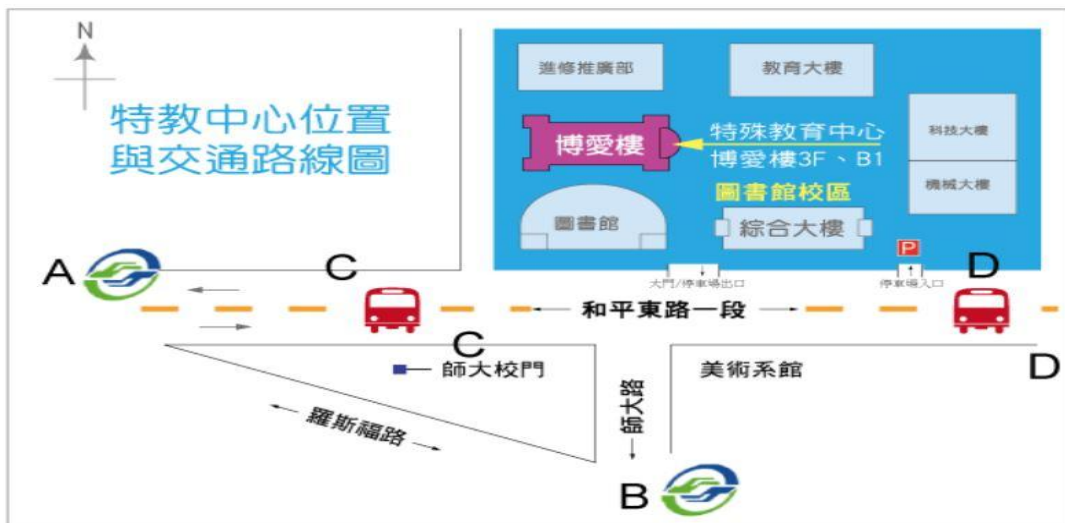 N
特教中心位置
與交通路線圖
進修推廣部
教育大樓
博愛樓
特殊教育中心
博愛樓3F、B1
科技大樓
圖書館校區
機械大樓
圖書館
綜合大樓
P
A
C
大門/停車場出口
停車場入口
D
和平東路一段
C
師大校門
美術系館
D
羅斯福路
師大路
B